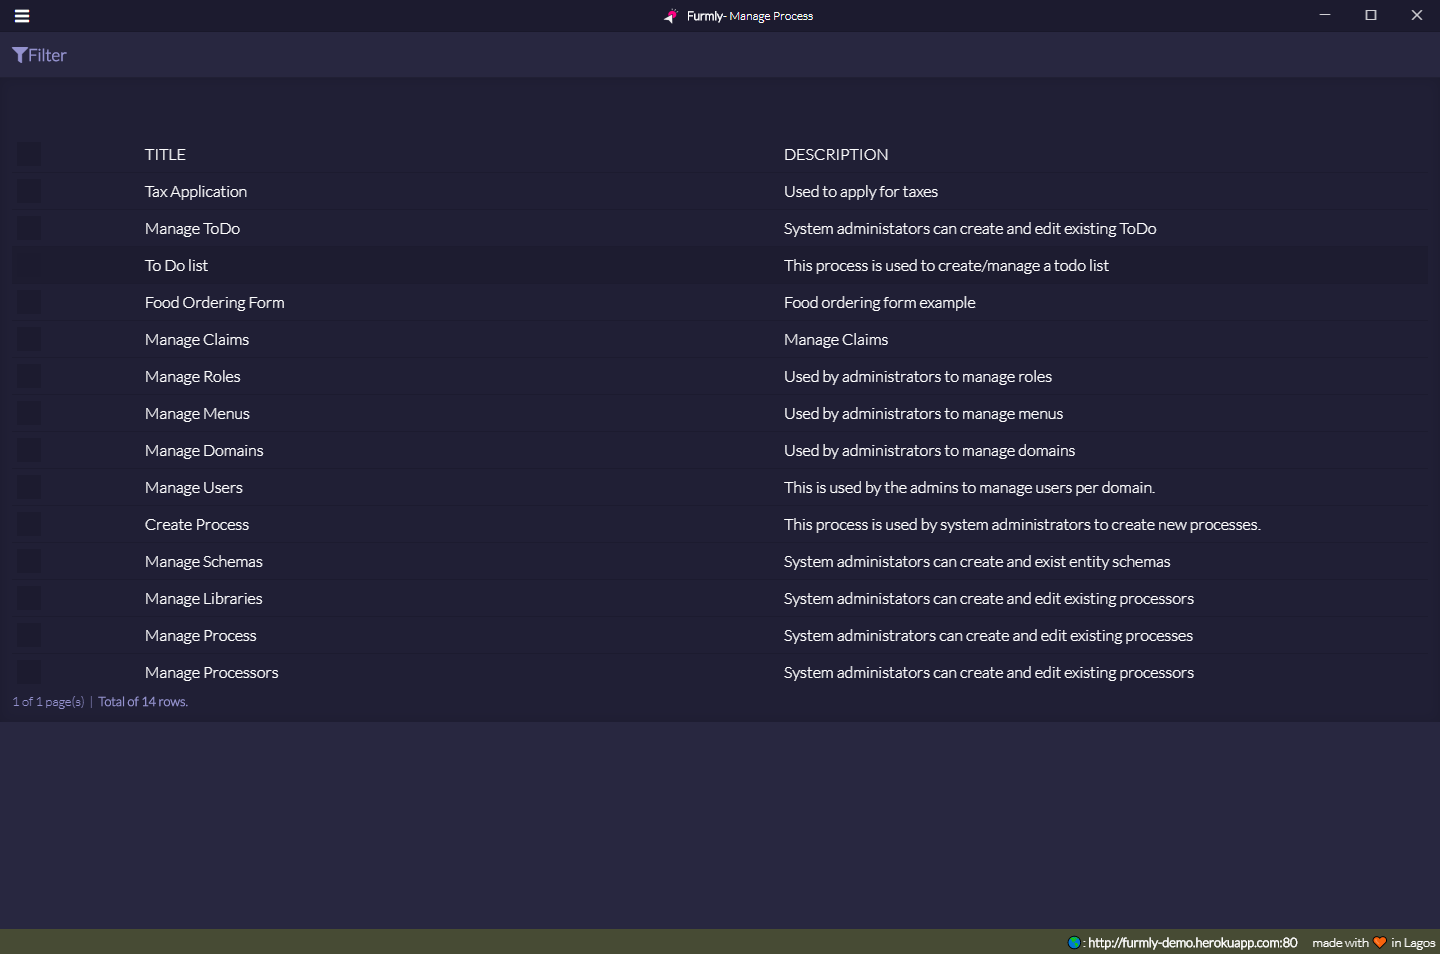 Furmly- Manage Process
Filter
TITLE DESCRIPTION
Tax Application Used to apply for taxes
Manage ToDo System administators can create and edit existing ToDo
To Do list This process is used to create/manage a todo list
Food Ordering Form Food ordering form example
Manage Claims Manage Claims
Manage Roles Used by administrators to manage roles
Manage Menus Used by administrators to manage menus
Manage Domains Used by administrators to manage domains
Manage Users This is used by the admins to manage users per domain.
Create Process This process is used by system administrators to create new processes.
Manage Schemas System administators can create and exist entity schemas
Manage Libraries System administators can create and edit existing processors
Manage Process System administrators can create and edit existing processes
Manage Processors System administators can create and edit existing processors
1 of 1 page(s) | Total of 14 rows.
: http://furmly-demo.herokuapp.com:80 made with in Lagos